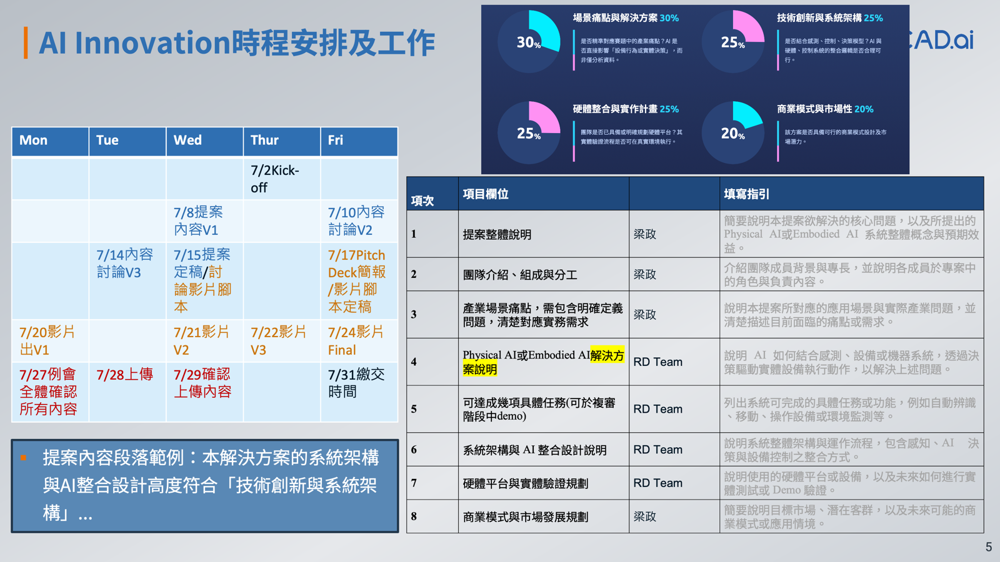 AI Innovation時程安排及工作
CAD.ai
30%
場景痛點與解決方案 30%
是否精準對應賽題中的產業痛點？AI 是
否直接影響「設備行為或實體決策」，而
非僅分析資料。
25%
技術創新與系統架構 25%
是否結合感測、控制、決策模型？AI 與
硬體、控制系統的整合邏輯是否合理可
行。
25%
硬體整合與實作計畫 25%
團隊是否已具備或明確規劃硬體平台？其
實體驗證流程是否可在真實環境執行。
20%
商業模式與市場性 20%
該方案是否具備可行的商業模式設計及市
場潛力。
Mon
Tue
Wed
Thur
Fri
7/2Kick-
off
7/8提案
內容V1
7/10內容
討論V2
7/14內容
討論V3
7/15提案
定稿/討
論影片腳
本
7/17Pitch
Deck簡報
/影片腳
本定稿
7/20影片
出V1
7/21影片
V2
7/22影片
V3
7/24影片
Final
7/27例會
全體確認
所有內容
7/28上傳
7/29確認
上傳內容
7/31繳交
時間
提案內容段落範例：本解決方案的系統架構
與AI整合設計高度符合「技術創新與系統架
構」...
項次
項目欄位
填寫指引
1
提案整體說明
梁政
簡要說明本提案欲解決的核心問題，以及所提出的
Physical AI或Embodied AI 系統整體概念與預期效
益。
2
團隊介紹、組成與分工
梁政
介紹團隊成員背景與專長，並說明各成員於專案中
的角色與負責內容。
3
產業場景痛點，需包含明確定義
問題，清楚對應實務需求
梁政
說明本提案所對應的應用場景與實際產業問題，並
清楚描述目前面臨的痛點或需求。
4
Physical AI或Embodied AI解決方
案說明
RD Team
說明 AI 如何結合感測、設備或機器系統，透過決
策驅動實體設備執行動作，以解決上述問題。
5
可達成幾項具體任務(可於複審
階段中demo)
RD Team
列出系統可完成的具體任務或功能，例如自動辨識
、移動、操作設備或環境監測等。
6
系統架構與 AI 整合設計說明
RD Team
說明系統整體架構與運作流程，包含感知、AI 決
策與設備控制之整合方式。
7
硬體平台與實體驗證規劃
RD Team
說明使用的硬體平台或設備，以及未來如何進行實
體測試或 Demo 驗證。
8
商業模式與市場發展規劃
梁政
簡要說明目標市場、潛在客群，以及未來可能的商
業模式或應用情境。
5